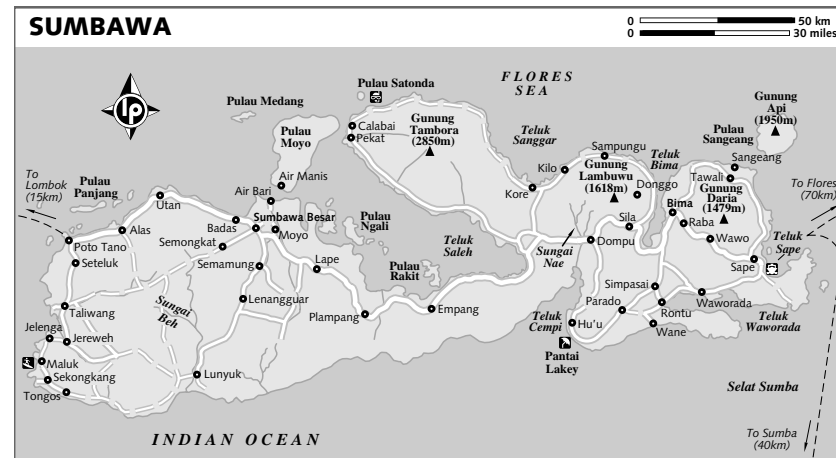 SUMBAWA
0 50 km
0 30 miles
FLORES
SEA
Pulau Satonda
Pulau Medang
Pulau
Moyo
Calabai
Pekat
Gunung
Tambora
(2850m)
Teluk
Sanggar
Sampungu
Kilo
Kore
Gunung
Lambuwu
(1618m)
Donggo
Teluk
Bima
Gunung
Api
(1950m)
Pulau
Sangeang
Sangeang
Tawali
Gunung
Daria
(1479m)
To Flores
(70km)
To
Lombok
(15km)
Pulau
Panjang
Air Manis
Air Bari
Utan
Badas
Sumbawa Besar
Moyo
Alas
Semongkat
Poto Tano
Seteluk
Semamung
Lape
Pulau
Ngali
Teluk
Saleh
Pulau
Rakit
Sungai
Nae
Dompu
Sila
Bima
Raba
Wawo
Sape
Teluk
Sape
Sungai
Beh
Lenangguar
Taliwang
Plampang
Empang
Teluk
Cempi
Simpasai
Parado
Rontu
Waworada
Teluk
Waworada
Hu'u
Wane
Pantai
Lakey
Jelenga
Jereweh
Maluk
Sekongkang
Tongos
Lunyuk
Selat Sumba
To Sumba
(40km)
INDIAN OCEAN
lp